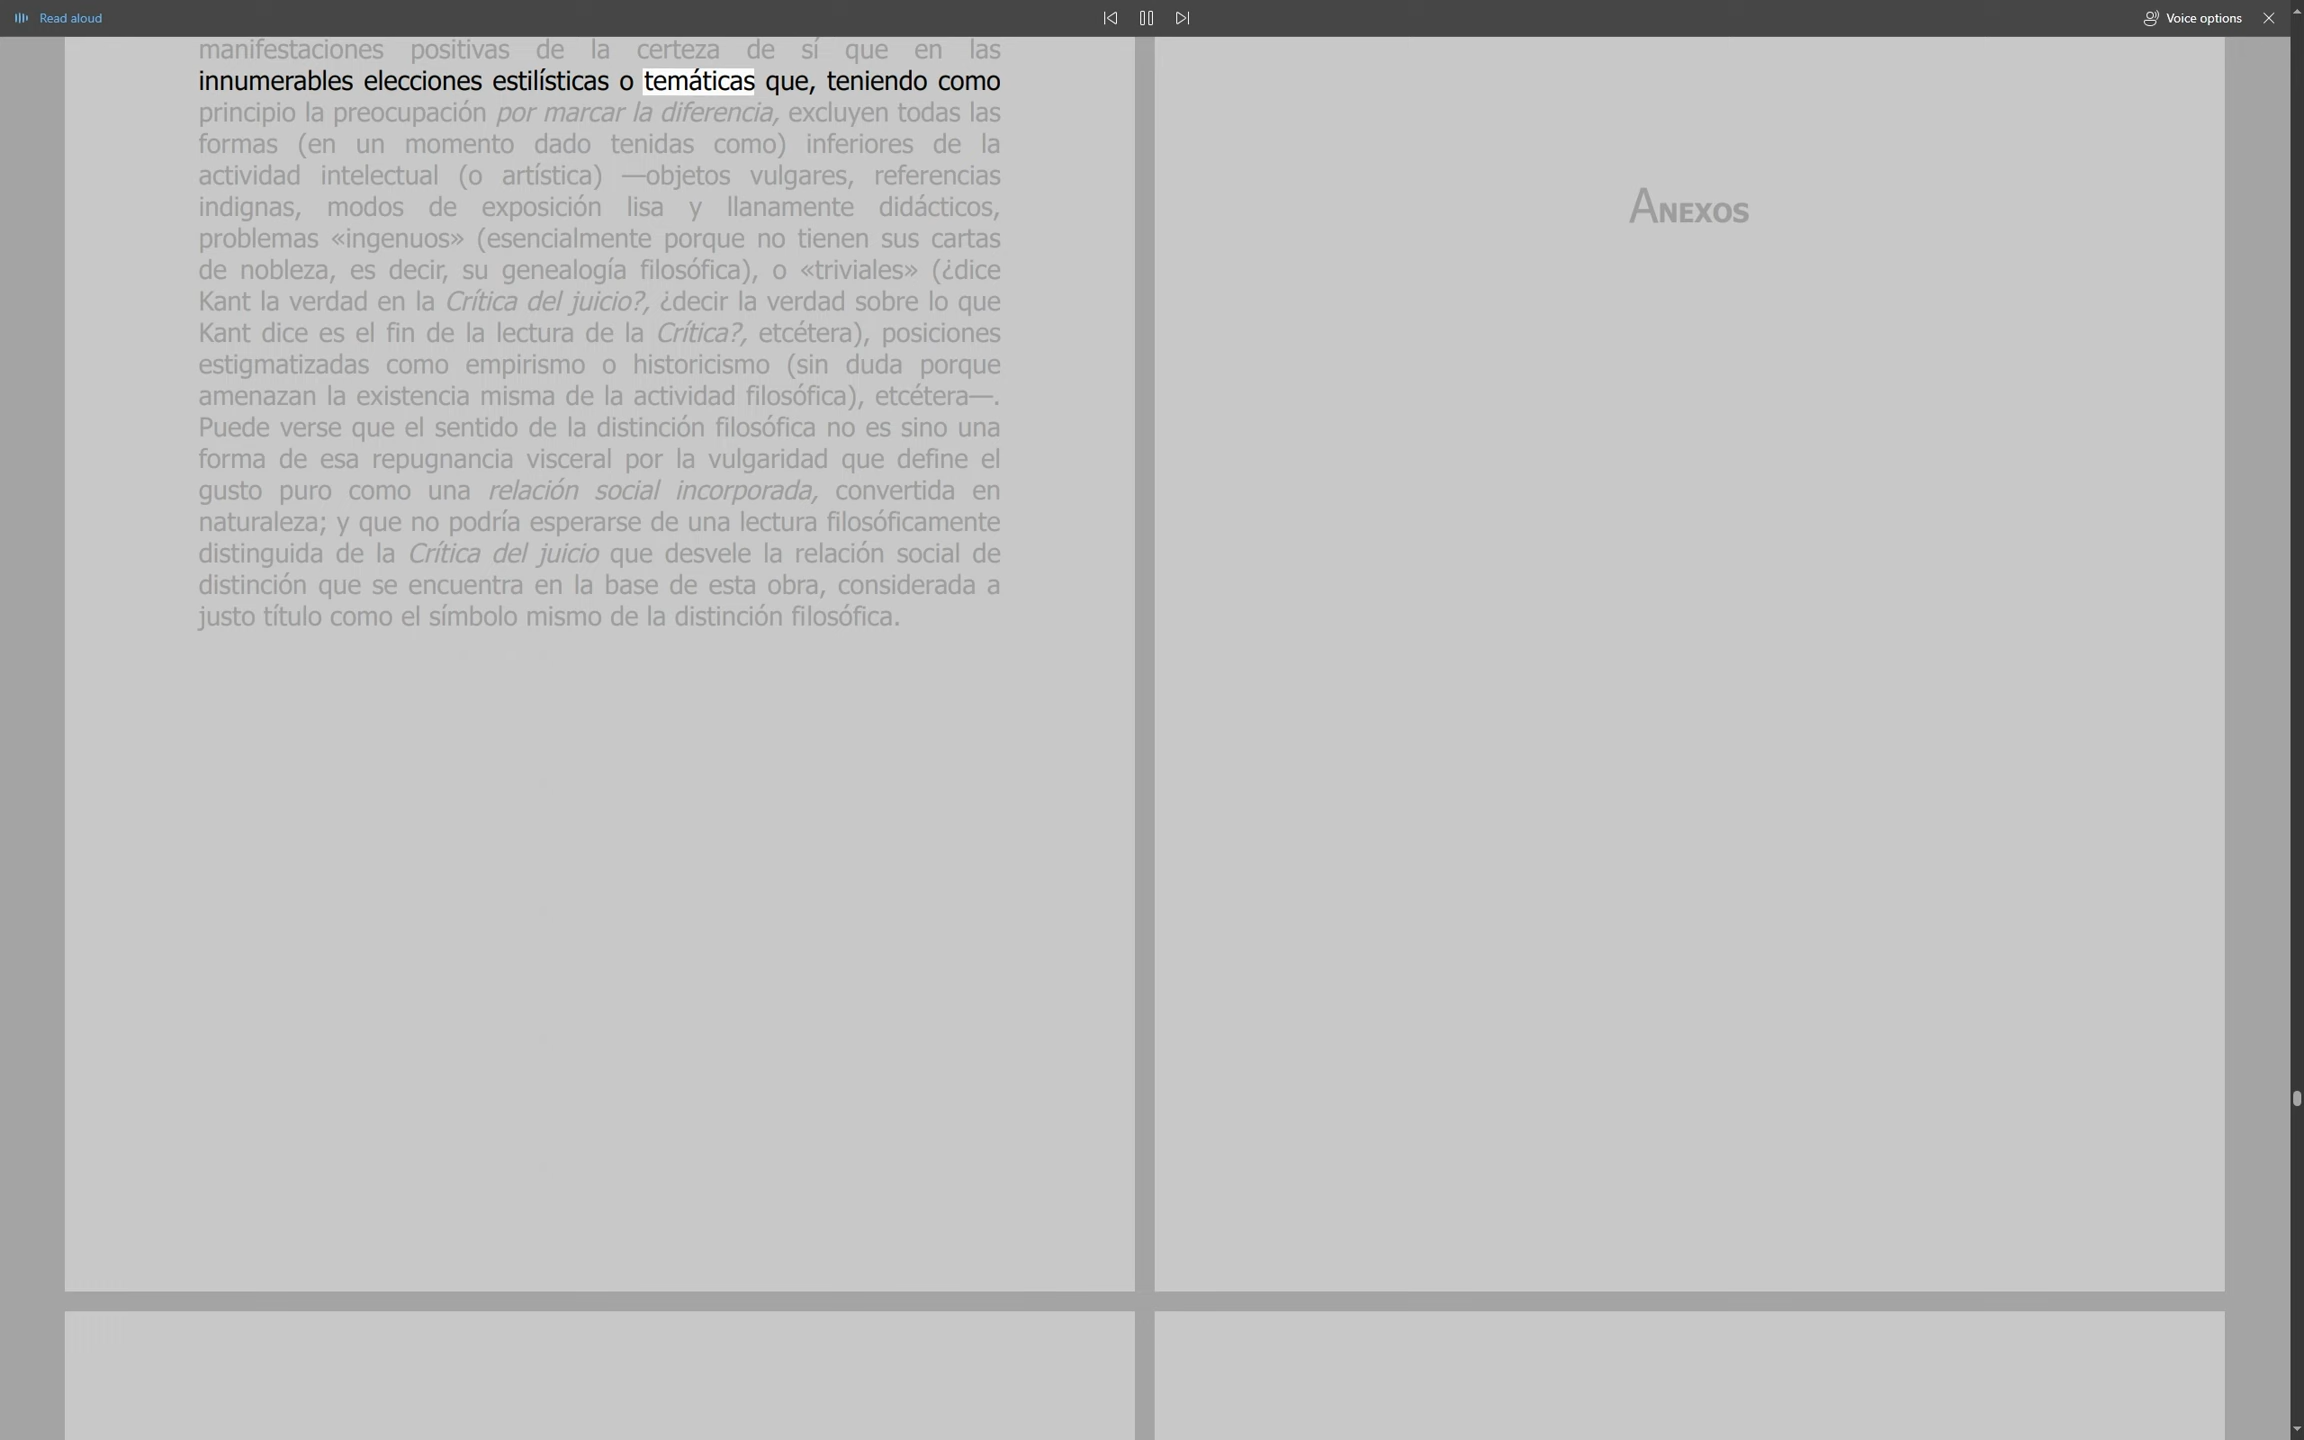 Read aloud
Voice options
manifestaciones positivas de la certeza de sí que en las
innumerables elecciones estilísticas o temáticas que, teniendo como
principio la preocupación por marcar la diferencia, excluyen todas las
formas (en un momento dado tenidas como) inferiores de la
actividad intelectual (o artística) —objetos vulgares, referencias
indignas, modos de exposición lisa y llanamente didácticos,
problemas «ingenuos» (esencialmente porque no tienen sus cartas
de nobleza, es decir, su genealogía filosófica), o «triviales» (¿dice
Kant la verdad en la Crítica del juicio?, ¿decir la verdad sobre lo que
Kant dice es el fin de la lectura de la Crítica?, etcétera), posiciones
estigmatizadas como empirismo o historicismo (sin duda porque
amenazan la existencia misma de la actividad filosófica), etcétera—.
Puede verse que el sentido de la distinción filosófica no es sino una
forma de esa repugnancia visceral por la vulgaridad que define el
gusto puro como una relación social incorporada, convertida en
naturaleza; y que no podría esperarse de una lectura filosóficamente
distinguida de la Crítica del juicio que desvele la relación social de
distinción que se encuentra en la base de esta obra, considerada a
justo título como el símbolo mismo de la distinción filosófica.
ANEXOS